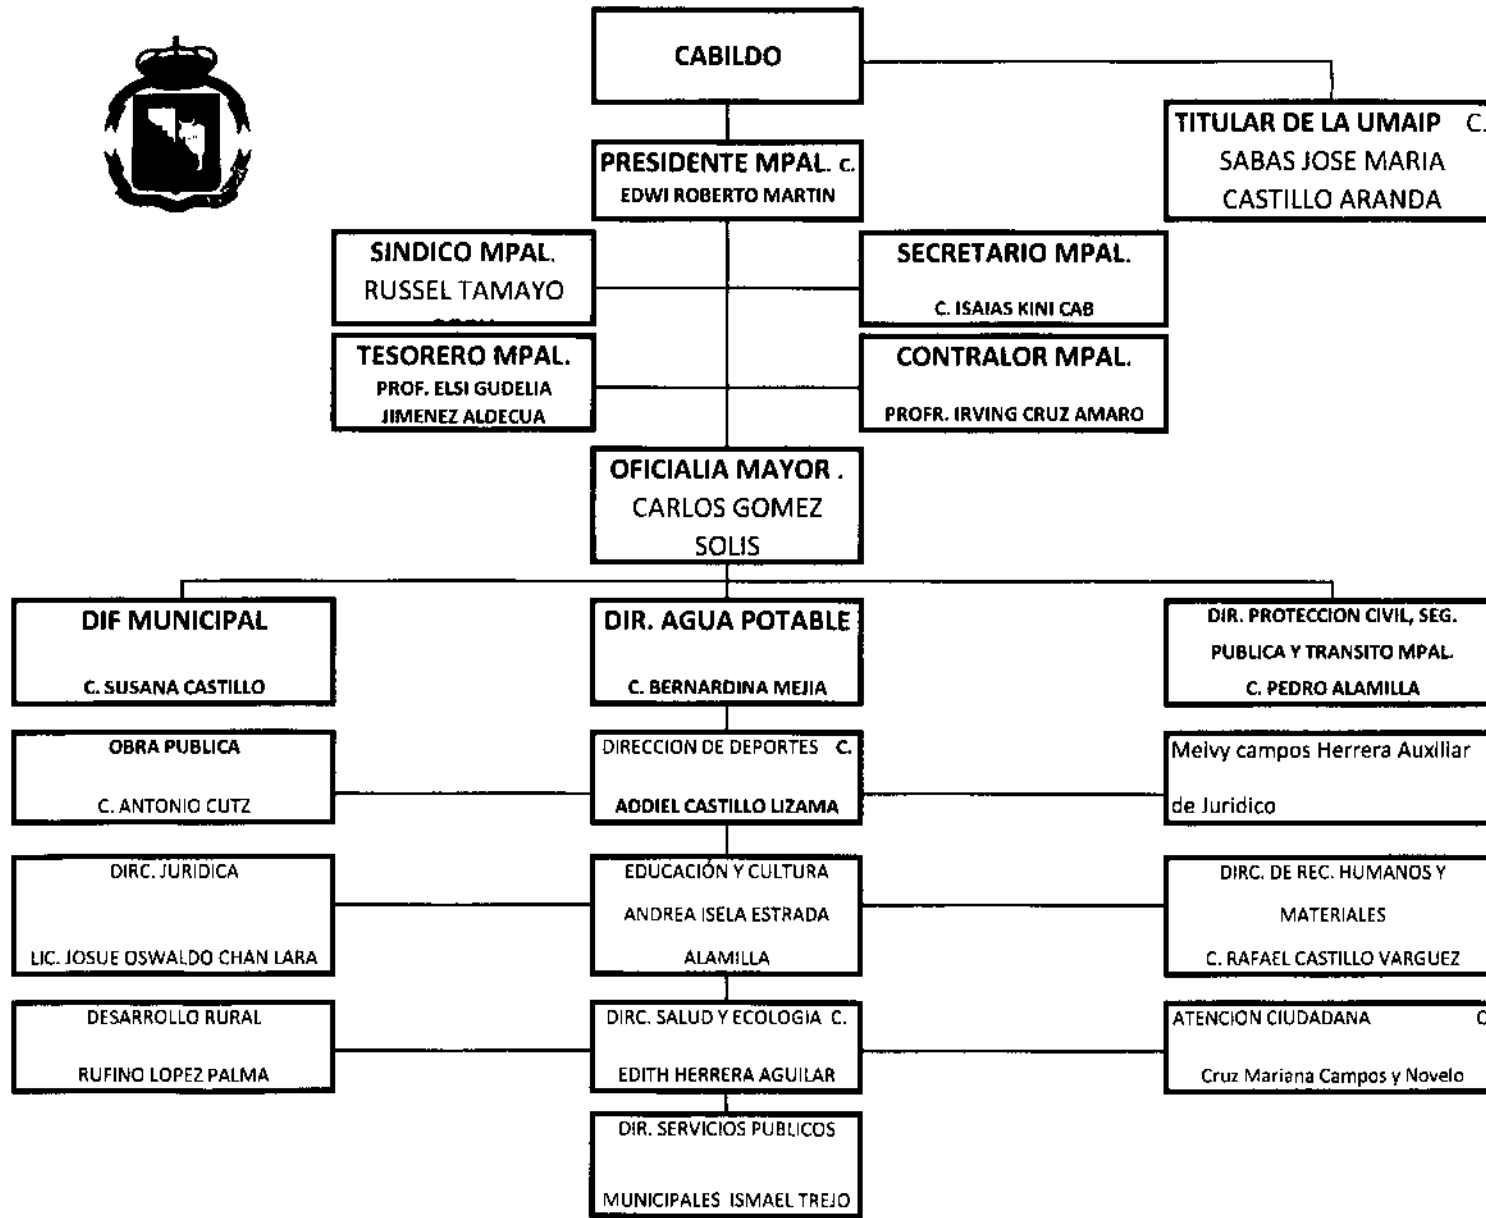 CABILDO
TITULAR DE LA UMAIP C.
SABAS JOSE MARIA
CASTILLO ARANDA
PRESIDENTE MPAL. C.
EDWI ROBERTO MARTIN
SINDICO MPAL.
RUSSEL TAMAYO
SECRETARIO MPAL.
C. ISAIAS KINI CAB
TESORERO MPAL.
PROF. ELSI GUDELIA
JIMENEZ ALDECUA
CONTRALOR MPAL.
PROFR. IRVING CRUZ AMARO
OFICIALIA MAYOR .
CARLOS GOMEZ
SOLIS
DIF MUNICIPAL
C. SUSANA CASTILLO
DIR. AGUA POTABLE
C. BERNARDINA MEJIA
DIR. PROTECCION CIVIL, SEG.
PUBLICA Y TRANSITO MPAL.
C. PEDRO ALAMILLA
OBRA PUBLICA
C. ANTONIO CUTZ
DIRECCION DE DEPORTES C.
ADDIEL CASTILLO LIZAMA
Melvy campos Herrera Auxiliar
de Juridico
DIRC. JURIDICA
LIC. JOSUE OSWALDO CHAN LARA
EDUCACIÓN Y CULTURA
ANDREA ISELA ESTRADA
ALAMILLA
DIRC. DE REC. HUMANOS Y
MATERIALES
C. RAFAEL CASTILLO VARGUEZ
DESARROLLO RURAL
RUFINO LOPEZ PALMA
DIRC. SALUD Y ECOLOGIA C.
EDITH HERRERA AGUILAR
ATENCION CIUDADANA C
Cruz Mariana Campos y Novelo
DIR. SERVICIOS PUBLICOS
MUNICIPALES ISMAEL TREJO